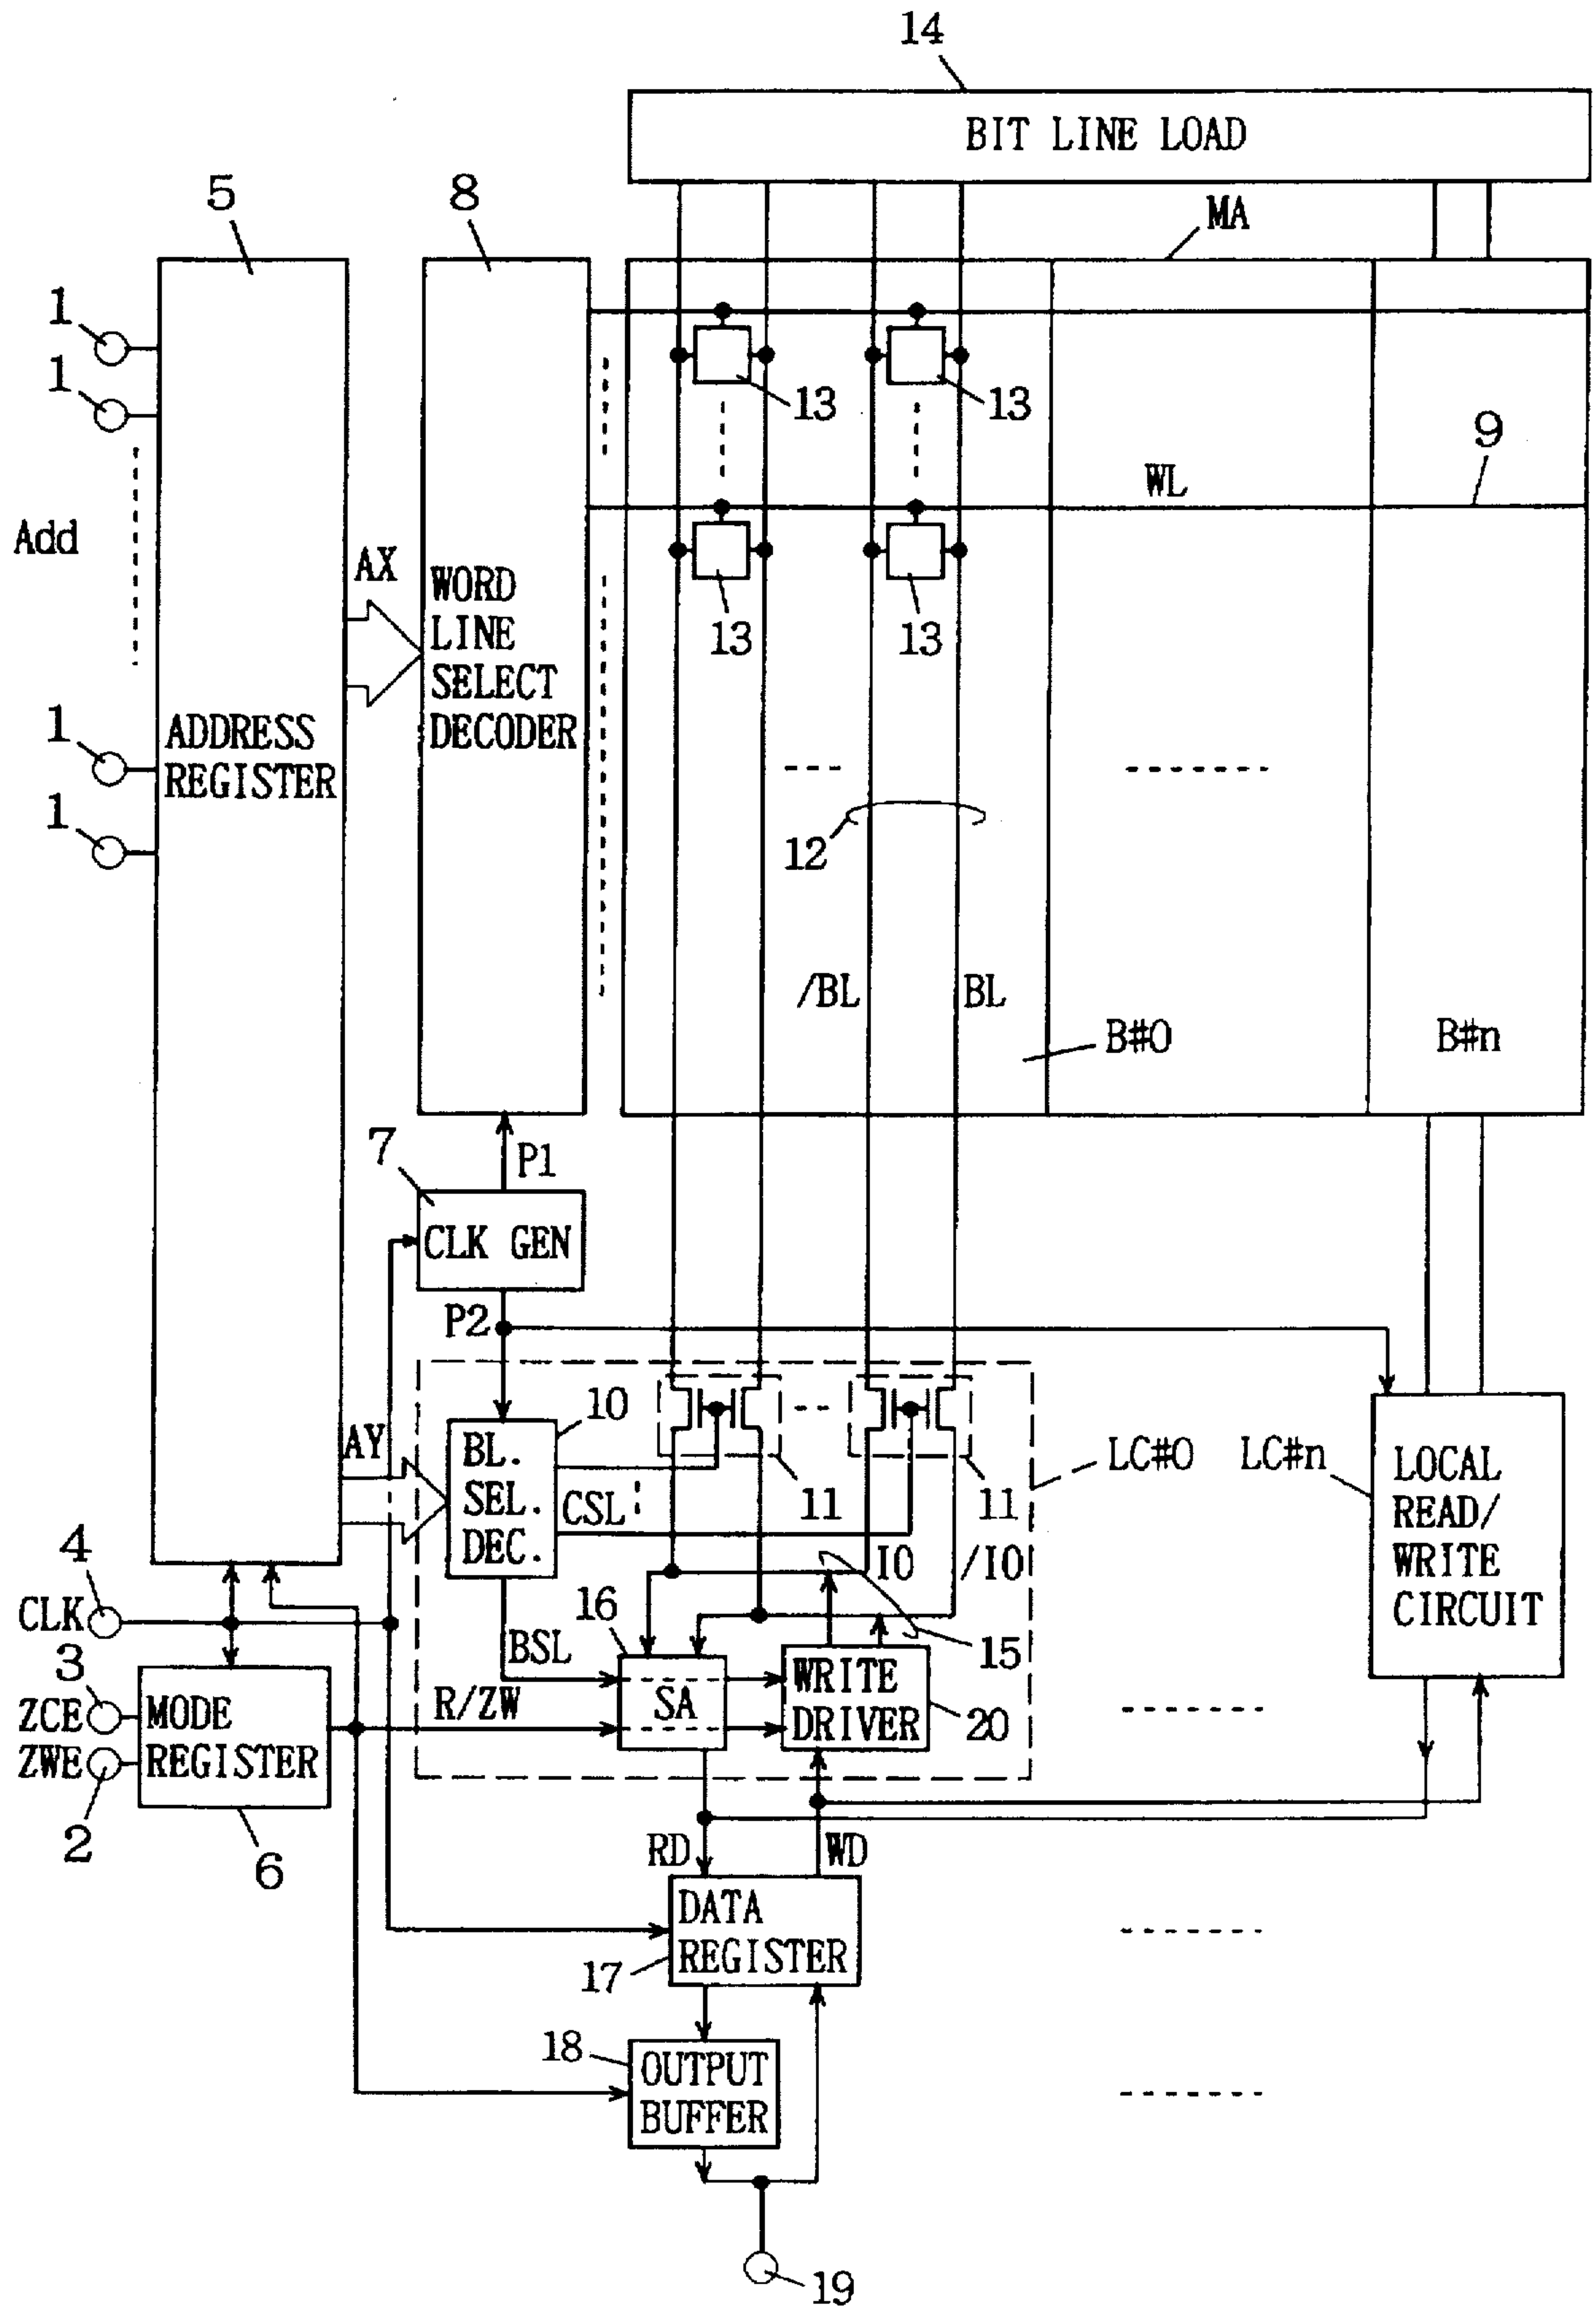 14
BIT LINE LOAD
5
8
MA
1
1
13
13
9
WL
Add
AX
WORD
LINE
SELECT
DECODER
13
13
1
ADDRESS
REGISTER
1
12
/BL
BL
B#0
B#n
7
P1
CLK GEN
P2
10
AY
BL.
SEL.
DEC.
CSL
11
11
LC#0
LC#n
LOCAL
READ/
WRITE
CIRCUIT
4
CLK
IO
/IO
16
15
BSL
3
ZCE
ZWE
MODE
REGISTER
R/ZW
SA
WRITE
DRIVER
20
2
6
RD
WD
DATA
REGISTER
17
18
OUTPUT
BUFFER
19